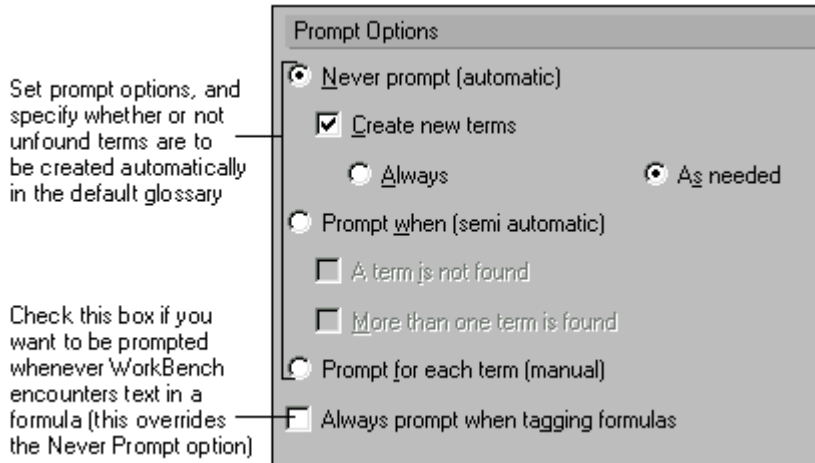 Prompt Options
Set prompt options, and
specify whether or not
unfound terms are to
be created automatically
in the default glossary
Never prompt (automatic)
Create new terms
Always
As needed
Prompt when (semi automatic)
A term is not found
More than one term is found
Prompt for each term (manual)
Check this box if you
want to be prompted
whenever WorkBench
encounters text in a
formula (this overrides
the Never Prompt option)
Always prompt when tagging formulas